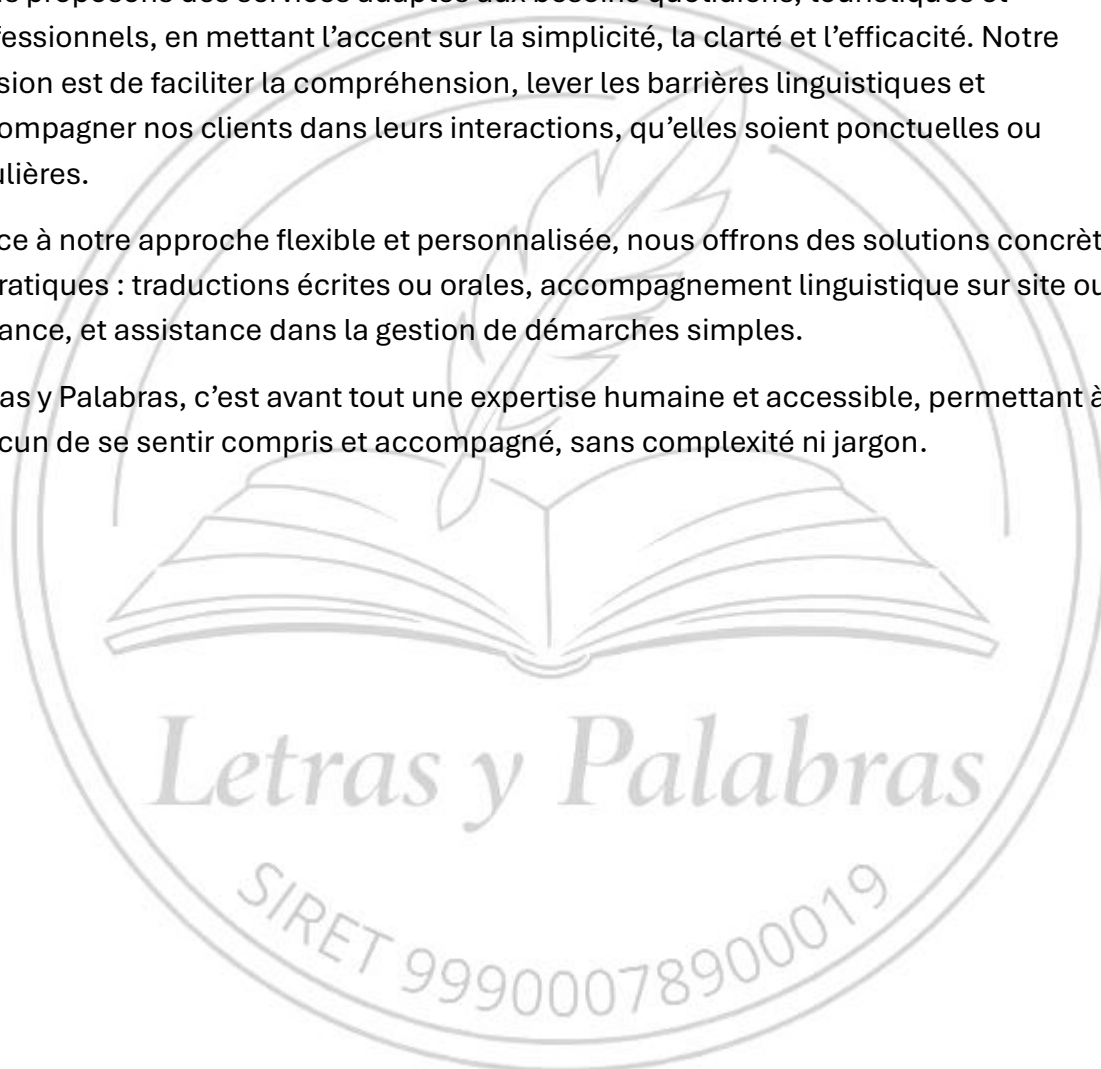 proposons des services adaptés aux besoins quotidiens, touristiques et
fessionnels, en mettant l’accent sur la simplicité, la clarté et l’efficacité. Notre
sion est de faciliter la compréhension, lever les barrières linguistiques et
ompagner nos clients dans leurs interactions, qu’elles soient ponctuelles ou
ulières.
ce à notre approche flexible et personnalisée, nous offrons des solutions concrèt
ratiques : traductions écrites ou orales, accompagnement linguistique sur site ou
ance, et assistance dans la gestion de démarches simples.
as y Palabras, c’est avant tout une expertise humaine et accessible, permettant à
cun de se sentir compris et accompagné, sans complexité ni jargon.
Letras y Palabras
SIRET 99900078900019